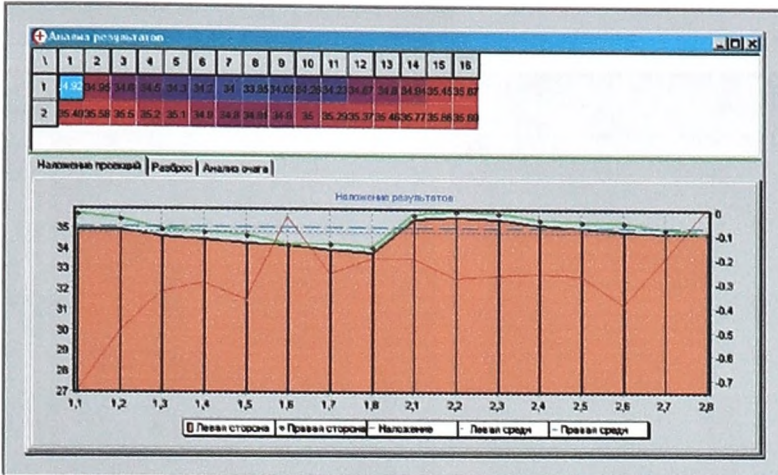 Анализ результатов
\ 1 2 3 4 5 6 7 8 9 10 11 12 13 14 15 16
1 34.92 34.95 34.6 34.5 34.3 34.2 34 33.85 34.05 34.26 34.23 34.67 34.8 34.94 35.45 35.67
2 35.48 35.58 35.5 35.2 35.1 34.9 34.8 34.81 34.8 35 35.29 35.37 35.46 35.77 35.86 35.69
Наложение проекций Разброс Анализ очага
Наложение результатов
35 0
34 -0.1
33 -0.2
32 -0.3
31 -0.4
30 -0.5
29 -0.6
28 -0.7
27
1,1 1,2 1,3 1,4 1,5 1,6 1,7 1,8 2,1 2,2 2,3 2,4 2,5 2,6 2,7 2,8
Левая сторона Правая сторона Наложение Левая средн Правая средн